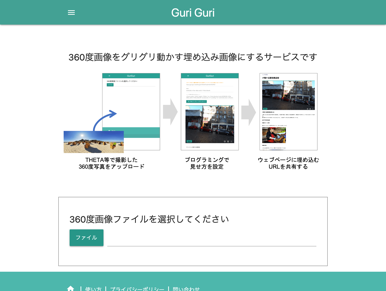 Guri Guri
360度画像をグリグリ動かす埋め込み画像にするサービスです
THETA等で撮影した
360度写真をアップロード
プログラミングで
見せ方を設定
ウェブページに埋め込む
URLを共有する
360度画像ファイルを選択してください
ファイル
| 使い方 | プライバシーポリシー | 問い合わせ